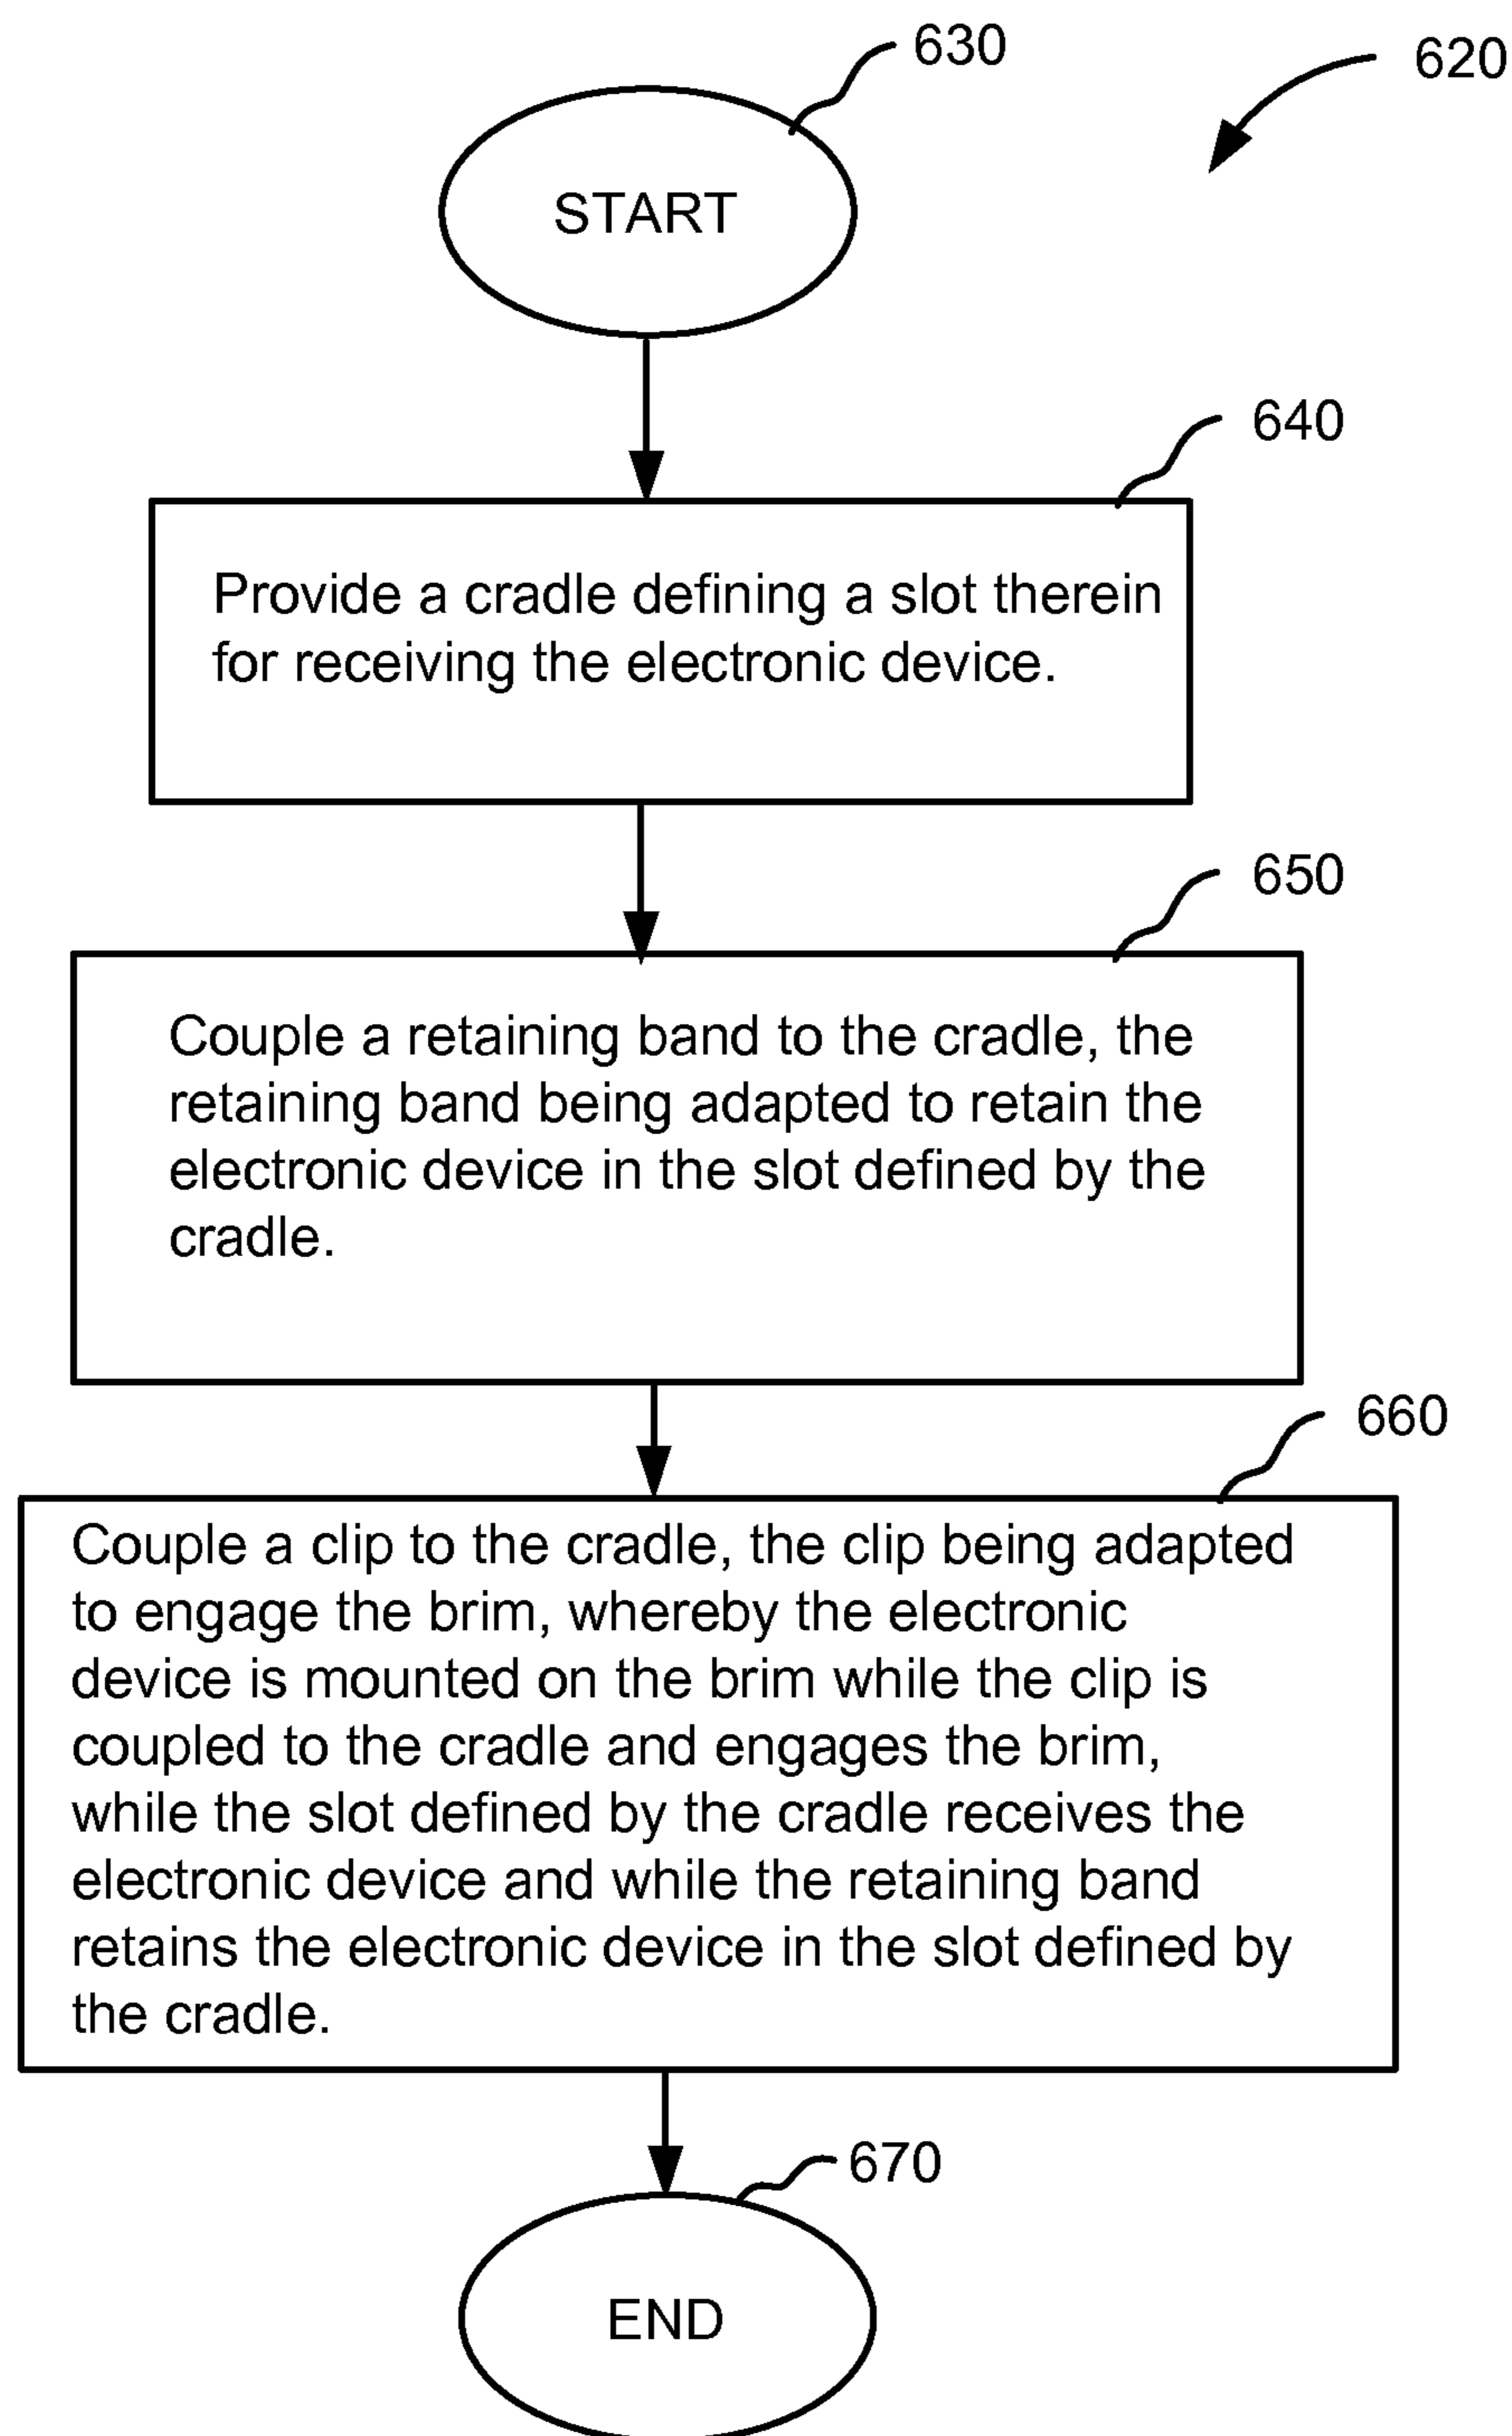 630
620
START
640
Provide a cradle defining a slot therein
for receiving the electronic device.
650
Couple a retaining band to the cradle, the
retaining band being adapted to retain the
electronic device in the slot defined by the
cradle.
660
Couple a clip to the cradle, the clip being adapted
to engage the brim, whereby the electronic
device is mounted on the brim while the clip is
coupled to the cradle and engages the brim,
while the slot defined by the cradle receives the
electronic device and while the retaining band
retains the electronic device in the slot defined by
the cradle.
670
END